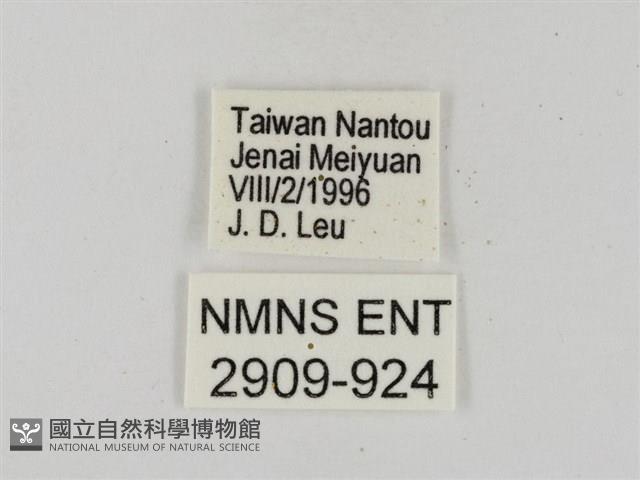 Taiwan Nantou
Jenai Meiyuan
VIII/2/1996
J. D. Leu
NMNS ENT
2909-924
國立自然科學博物館
NATIONAL MUSEUM OF NATURAL SCIENCE